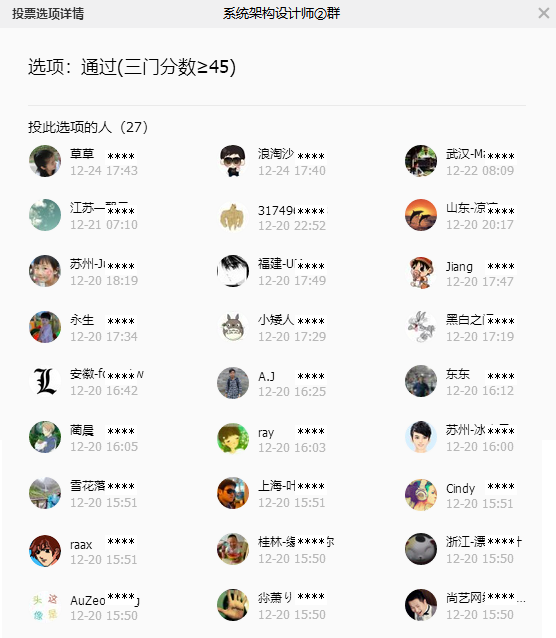 投票选项详情
系统架构设计师②群
选项：通过(三门分数≥45)
投此选项的人（27）
草草 ****
12-24 17:43
浪淘沙 ****
12-24 17:40
武汉-Ma ****
12-22 08:09
江苏一 ****
12-21 07:10
31749 ****
12-20 22:52
山东-凉 ****
12-20 20:17
苏州-J ****
12-20 18:19
福建-U ****
12-20 17:49
Jiang ****
12-20 17:47
永生 ****
12-20 17:34
小矮人 ****
12-20 17:29
黑白之 ****
12-20 17:19
安徽-f ****
12-20 16:42
A.J ****
12-20 16:25
东东 ****
12-20 16:12
蔺晨 ****
12-20 16:05
ray ****
12-20 16:03
苏州-冰 ****
12-20 16:00
雪花落 ****
12-20 15:51
上海-叶 ****
12-20 15:51
Cindy ****
12-20 15:51
raax ****
12-20 15:51
桂林-缘 ****
12-20 15:50
浙江-漂 ****
12-20 15:50
头 这
像 是
AuZeo ****
12-20 15:50
尛萧り ****
12-20 15:50
尚艺网络 ****...
12-20 15:50